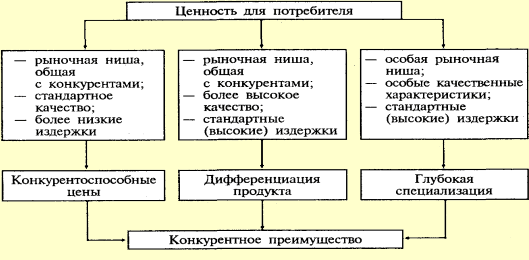 Ценность для потребителя
— рыночная ниша,
общая
с конкурентами;
— стандартное
качество;
— более низкие
издержки
— рыночная ниша,
общая
с конкурентами;
— более высокое
качество;
— стандартные
(высокие) издержки
— особая рыночная
ниша;
— особые качественные
характеристики;
— стандартные
(высокие) издержки
Конкурентоспособные
цены
Дифференциация
продукта
Глубокая
специализация
Конкурентное преимущество